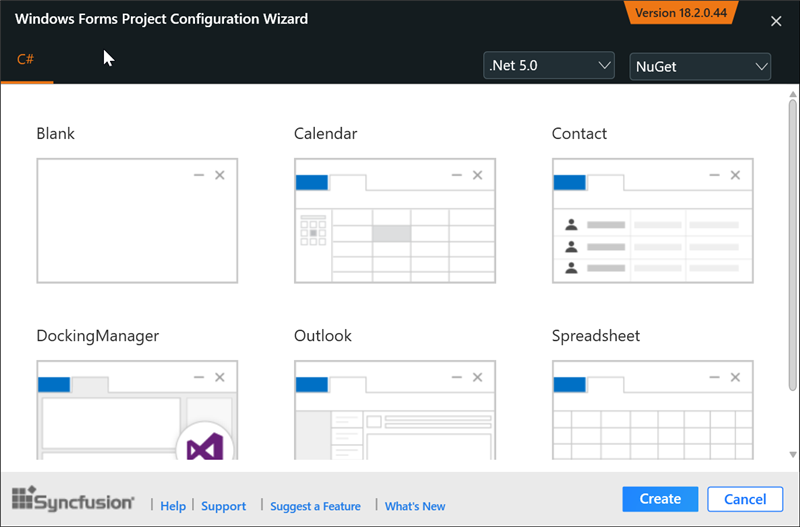 Windows Forms Project Configuration Wizard
Version 18.2.0.44
C#
.Net 5.0
NuGet
Blank
Calendar
Contact
DockingManager
Outlook
Spreadsheet
Syncfusion
Help
Support
Suggest a Feature
What's New
Create
Cancel